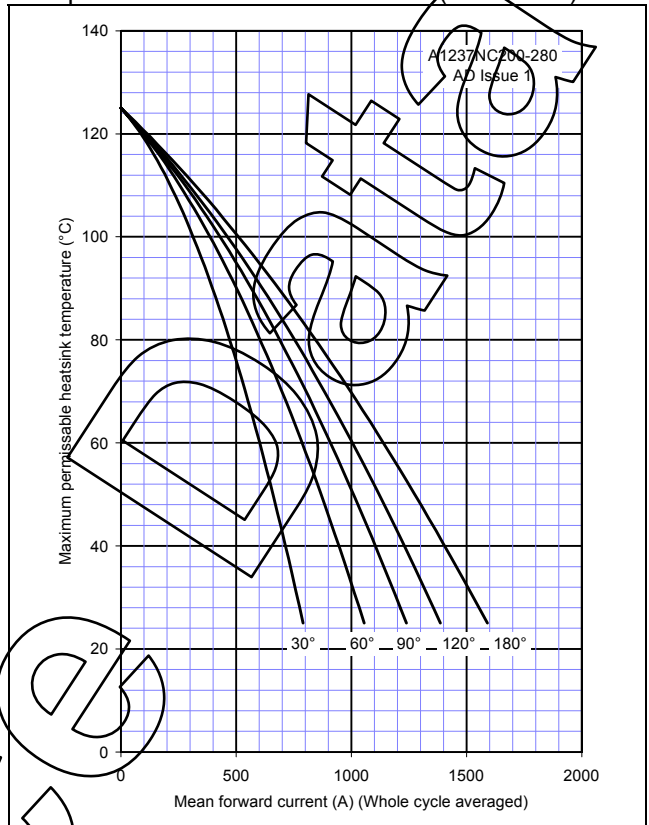 140
A1237NC200-280
AD Issue 1
120
100
80
60
40
20
0
Maximum permissable heatsink temperature (°C)
30° 60° 90° 120° 180°
0 500 1000 1500 2000
Mean forward current (A) (Whole cycle averaged)
Data
e